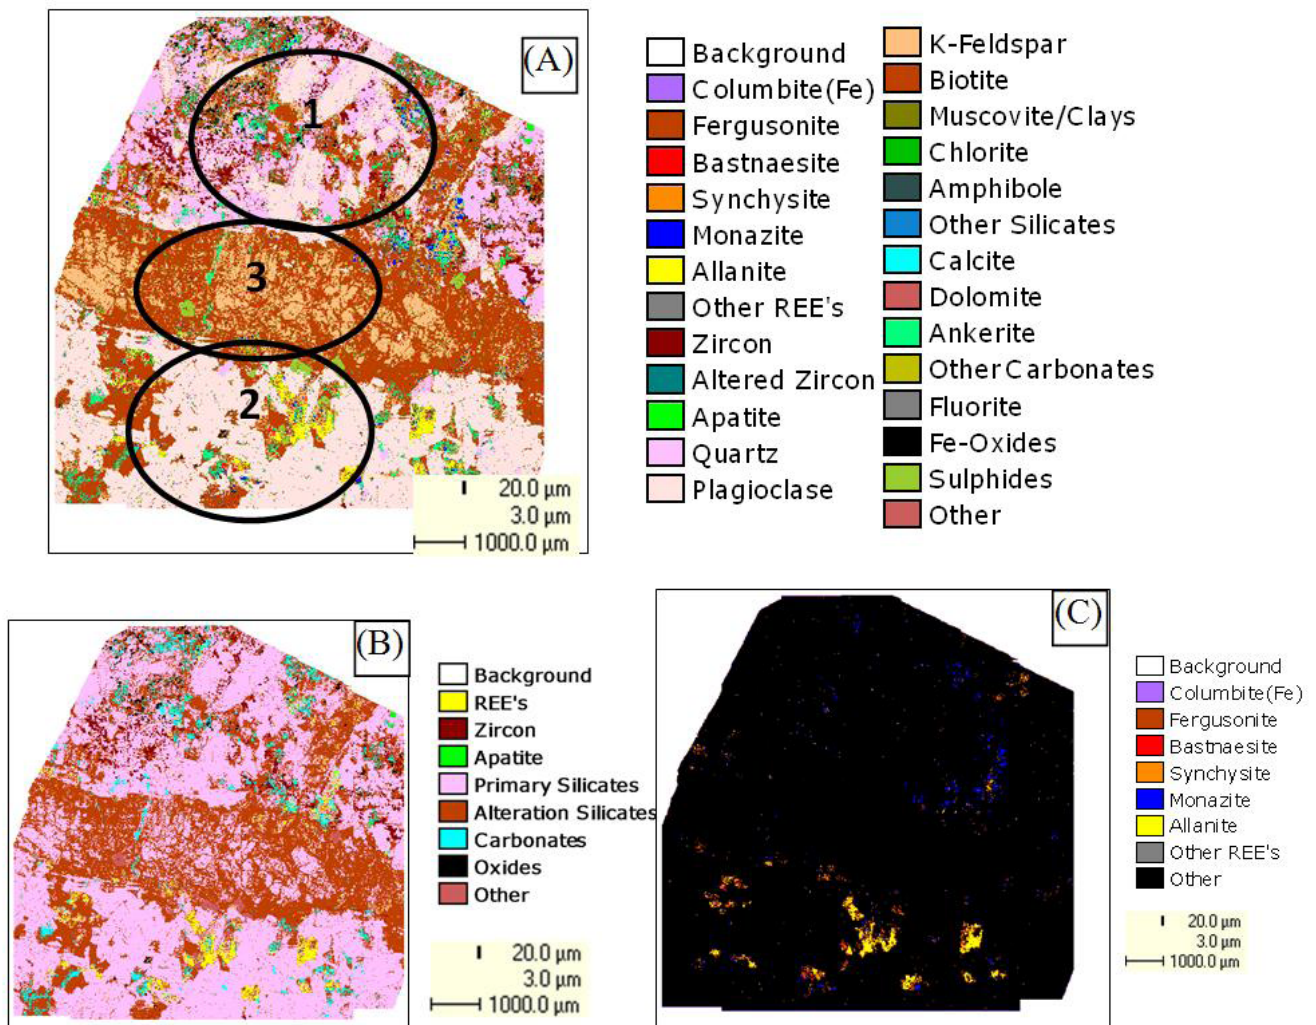 (A)
1
3
2
20.0 µm
3.0 µm
1000.0 µm
Background
Columbite(Fe)
Fergusonite
Bastnaesite
Synchysite
Monazite
Allanite
Other REE's
Zircon
Altered Zircon
Apatite
Quartz
Plagioclase
K-Feldspar
Biotite
Muscovite/Clays
Chlorite
Amphibole
Other Silicates
Calcite
Dolomite
Ankerite
Other Carbonates
Fluorite
Fe-Oxides
Sulphides
Other
(B)
Background
REE's
Zircon
Apatite
Primary Silicates
Alteration Silicates
Carbonates
Oxides
Other
20.0 µm
3.0 µm
1000.0 µm
(C)
Background
Columbite(Fe)
Fergusonite
Bastnaesite
Synchysite
Monazite
Allanite
Other REE's
Other
20.0 µm
3.0 µm
1000.0 µm